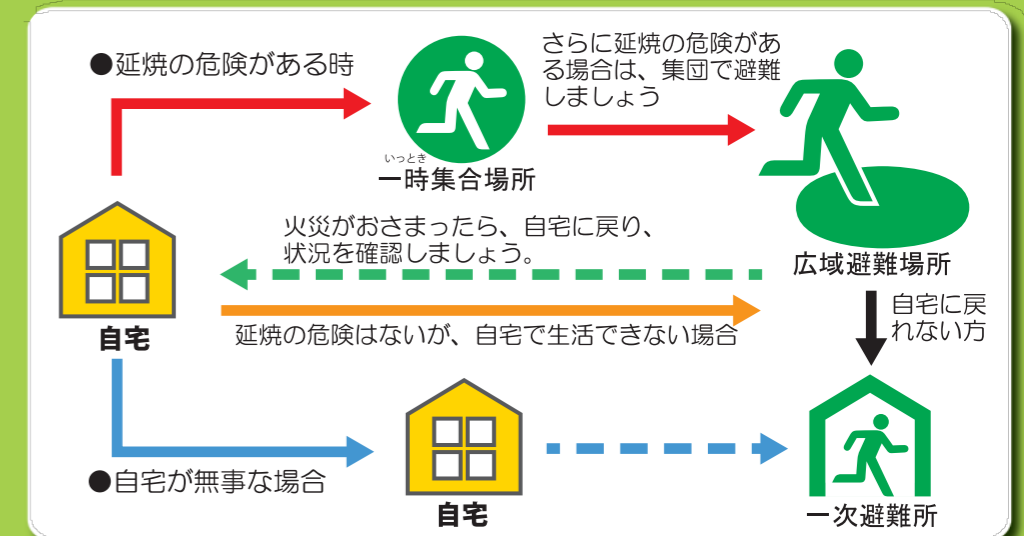 ●延焼の危険がある時
さらに延焼の危険があ
る場合は、集団で避難
しましょう
いっとき
一時集合場所
火災がおさまったら、自宅に戻り、
状況を確認しましょう。
広域避難場所
自宅
延焼の危険はないが、自宅で生活できない場合
自宅に戻
れない方
●自宅が無事な場合
自宅
一次避難所